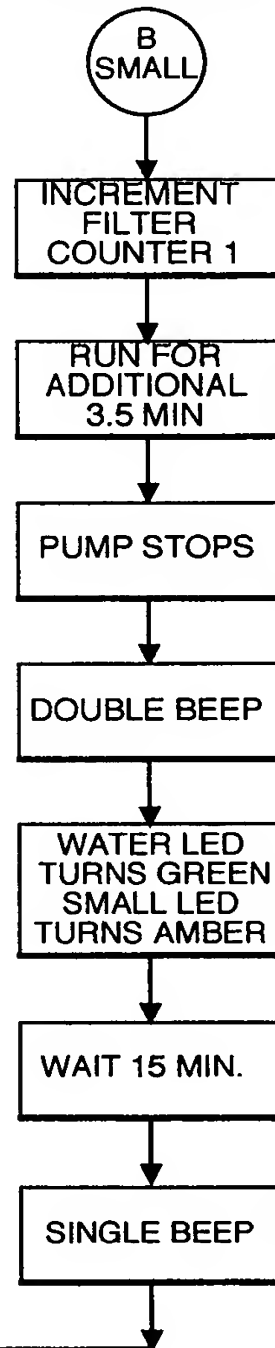 B
SMALL
INCREMENT
FILTER
COUNTER 1
RUN FOR
ADDITIONAL
3.5 MIN
PUMP STOPS
DOUBLE BEEP
WATER LED
TURNS GREEN
SMALL LED
TURNS AMBER
WAIT 15 MIN.
SINGLE BEEP